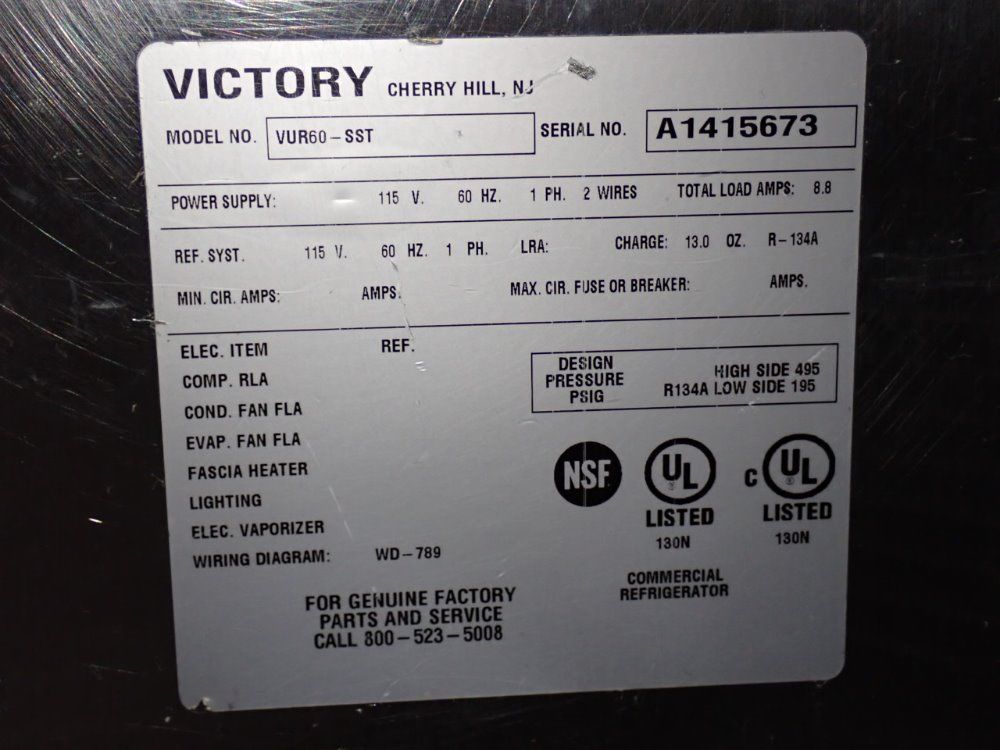 VICTORY CHERRY HILL, NJ
MODEL NO. VUR60-SST SERIAL NO. A1415673
POWER SUPPLY: 115 V. 60 HZ. 1 PH. 2 WIRES TOTAL LOAD AMPS: 8.8
REF. SYST. 115 V. 60 HZ. 1 PH. LRA: CHARGE: 13.0 OZ. R-134A
MIN. CIR. AMPS: AMPS. MAX. CIR. FUSE OR BREAKER: AMPS.
ELEC. ITEM REF.
COMP. RLA
COND. FAN FLA
EVAP. FAN FLA
FASCIA HEATER
LIGHTING
ELEC. VAPORIZER
WIRING DIAGRAM: WD-789
DESIGN
PRESSURE
PSIG
HIGH SIDE 495
R134A LOW SIDE 195
NSF
UL
LISTED
130N
C UL
LISTED
130N
COMMERCIAL
REFRIGERATOR
FOR GENUINE FACTORY
PARTS AND SERVICE
CALL 800-523-5008